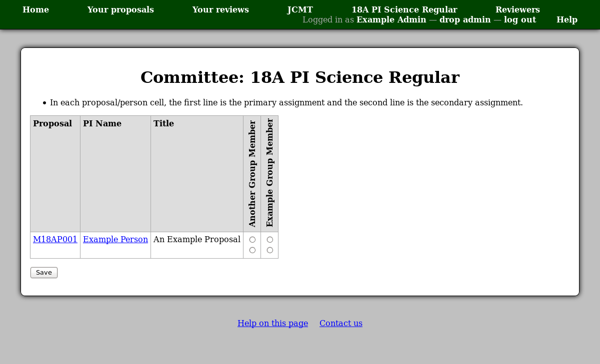 Home Your proposals Your reviews JCMT 18A PI Science Regular Reviewers
Logged in as Example Admin — drop admin — log out Help
Committee: 18A PI Science Regular
• In each proposal/person cell, the first line is the primary assignment and the second line is the secondary assignment.
Proposal PI Name Title Another Group Member Example Group Member
M18AP001 Example Person An Example Proposal
Save
Help on this page Contact us